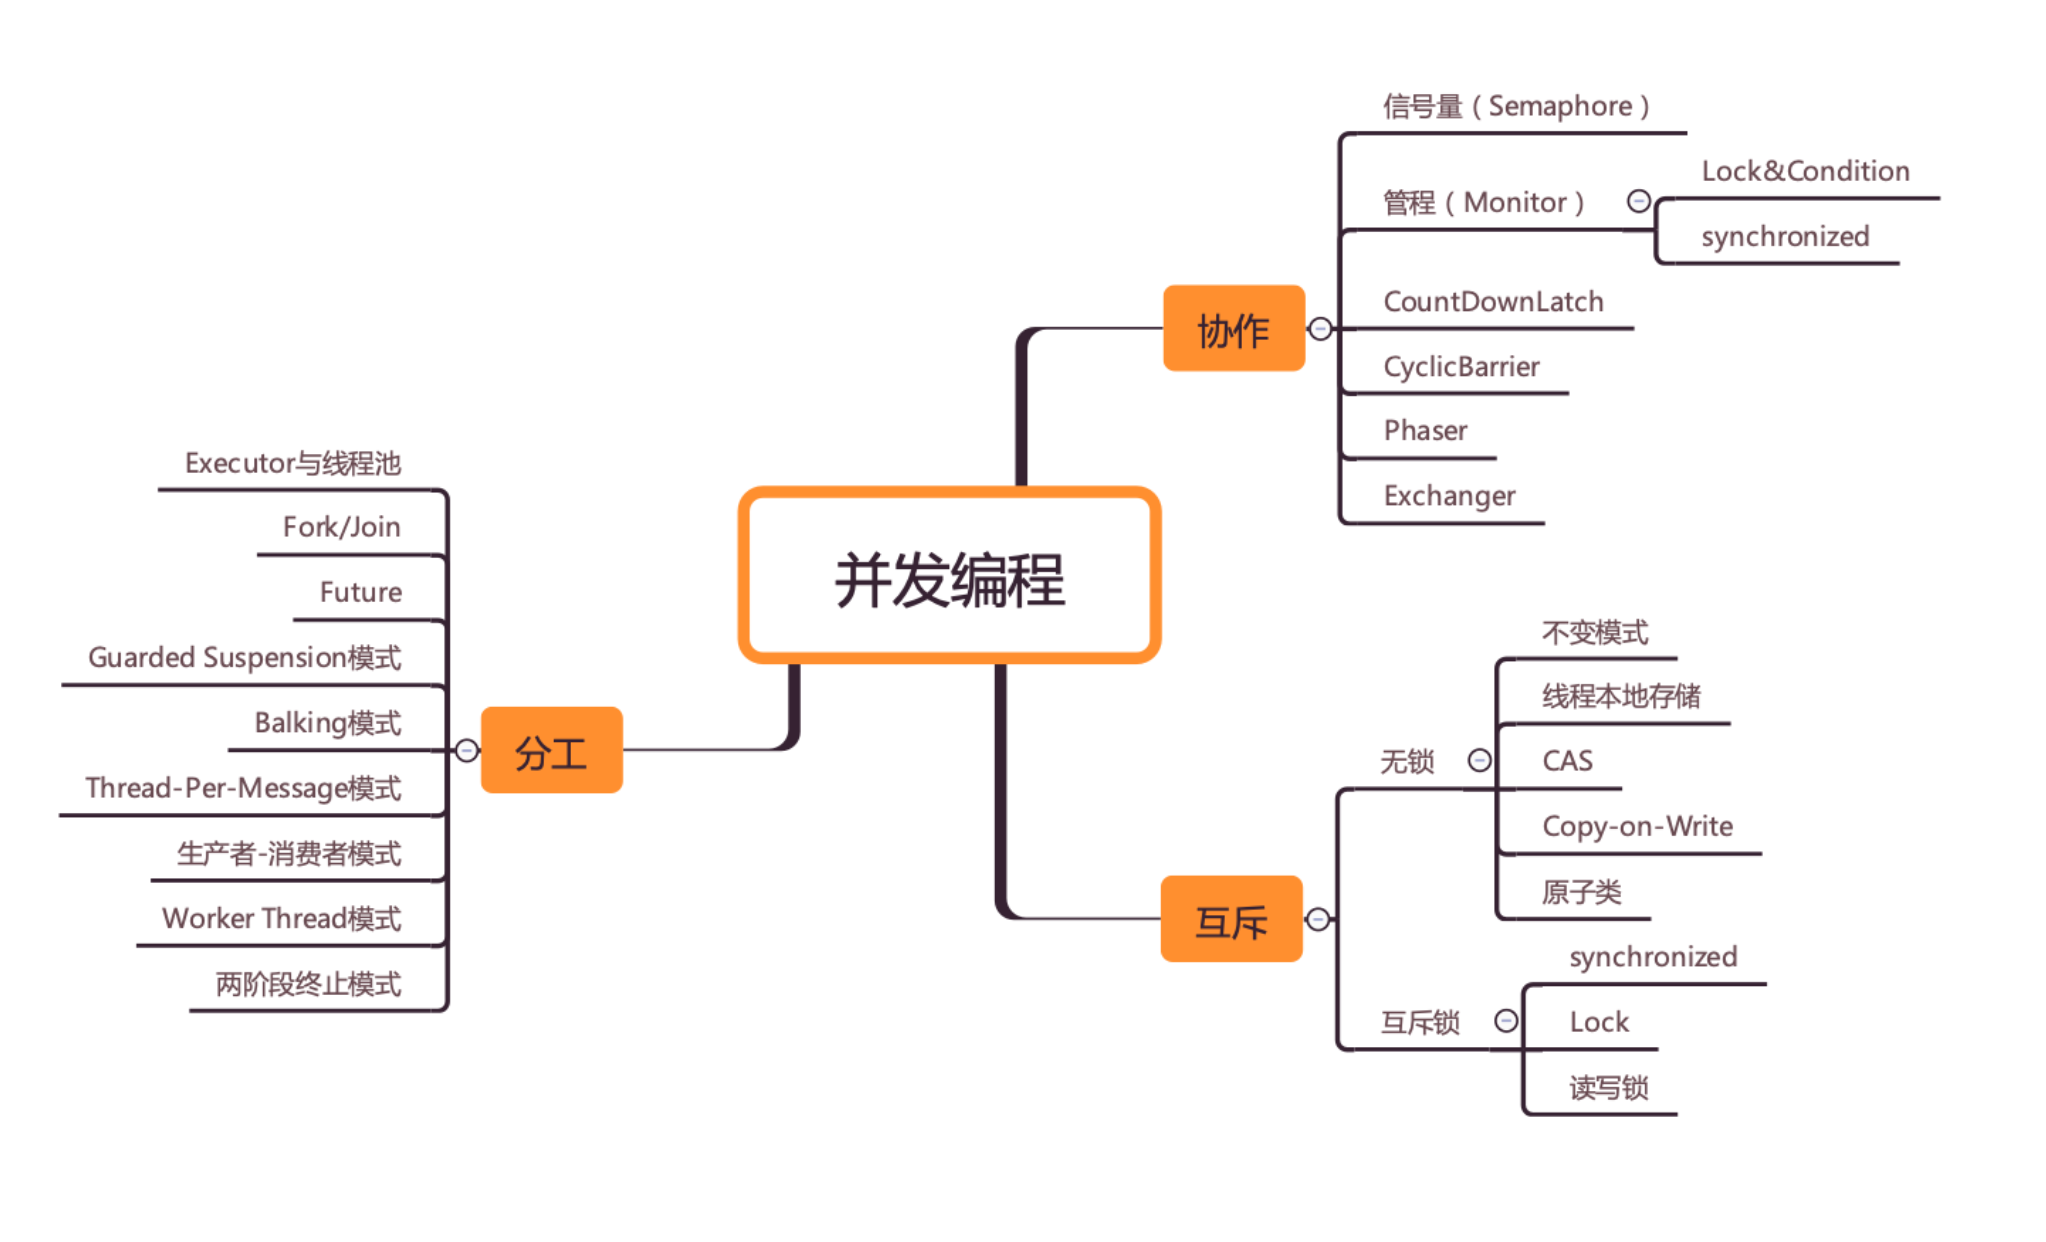 并发编程
协作
信号量（Semaphore）
管程（Monitor）
Lock&Condition
synchronized
CountDownLatch
CyclicBarrier
Phaser
Exchanger
互斥
无锁
不变模式
线程本地存储
CAS
Copy-on-Write
原子类
互斥锁
synchronized
Lock
读写锁
分工
Executor与线程池
Fork/Join
Future
Guarded Suspension模式
Balking模式
Thread-Per-Message模式
生产者-消费者模式
Worker Thread模式
两阶段终止模式